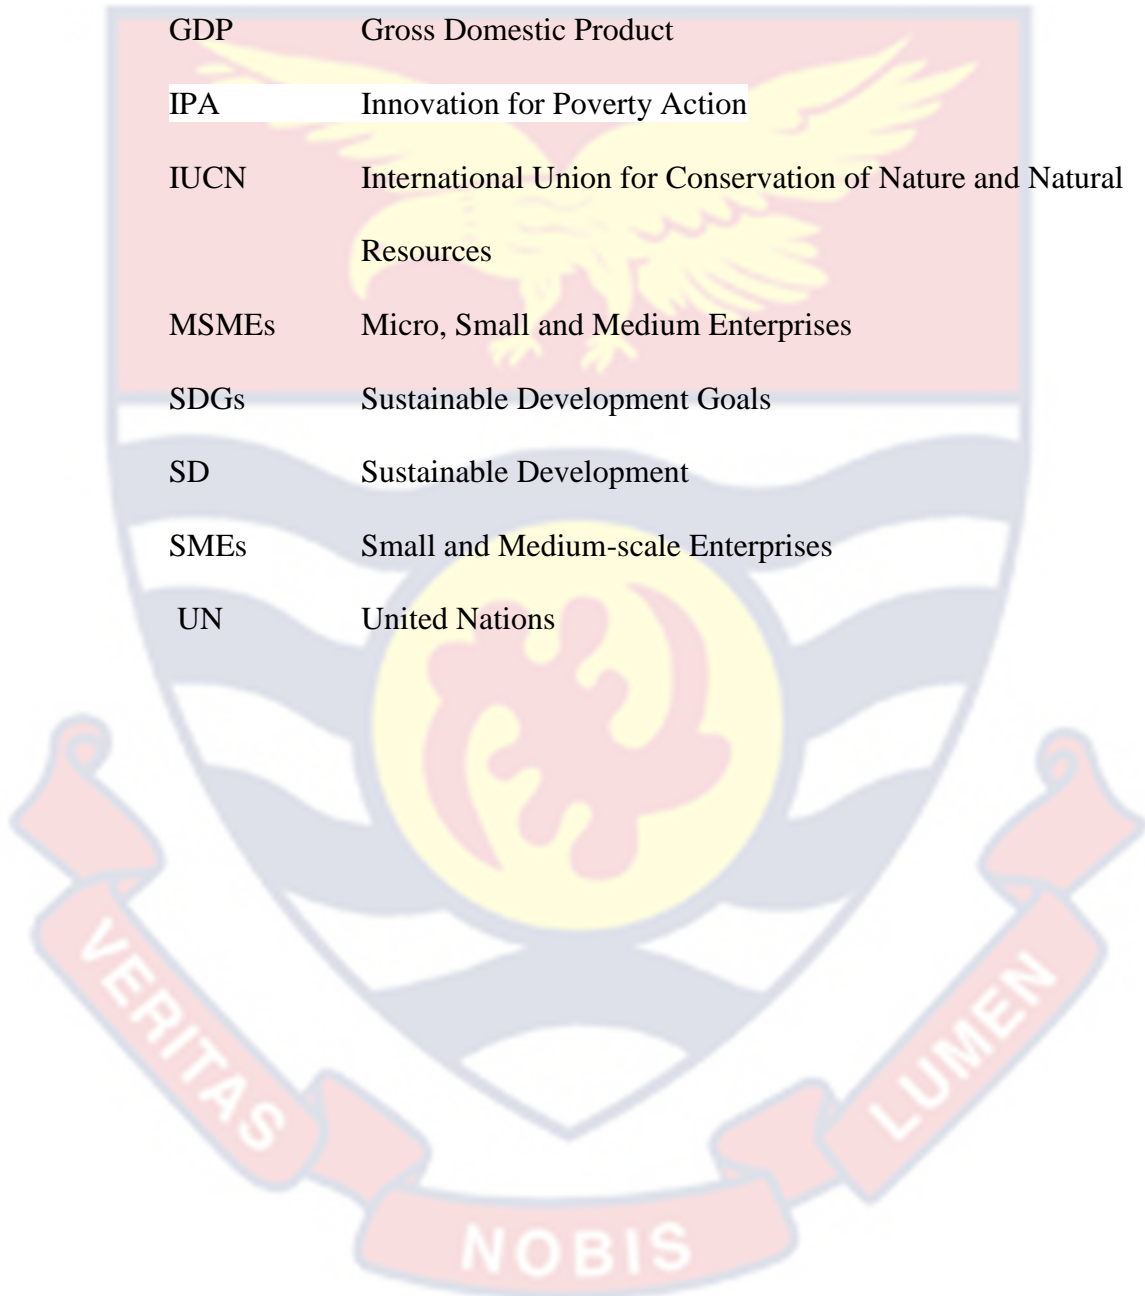 GDP Gross Domestic Product
IPA Innovation for Poverty Action
IUCN International Union for Conservation of Nature and Natural
Resources
MSMEs Micro, Small and Medium Enterprises
SDGs Sustainable Development Goals
SD Sustainable Development
SMEs Small and Medium-scale Enterprises
UN United Nations
VERITAS
NOBIS
LUMEN